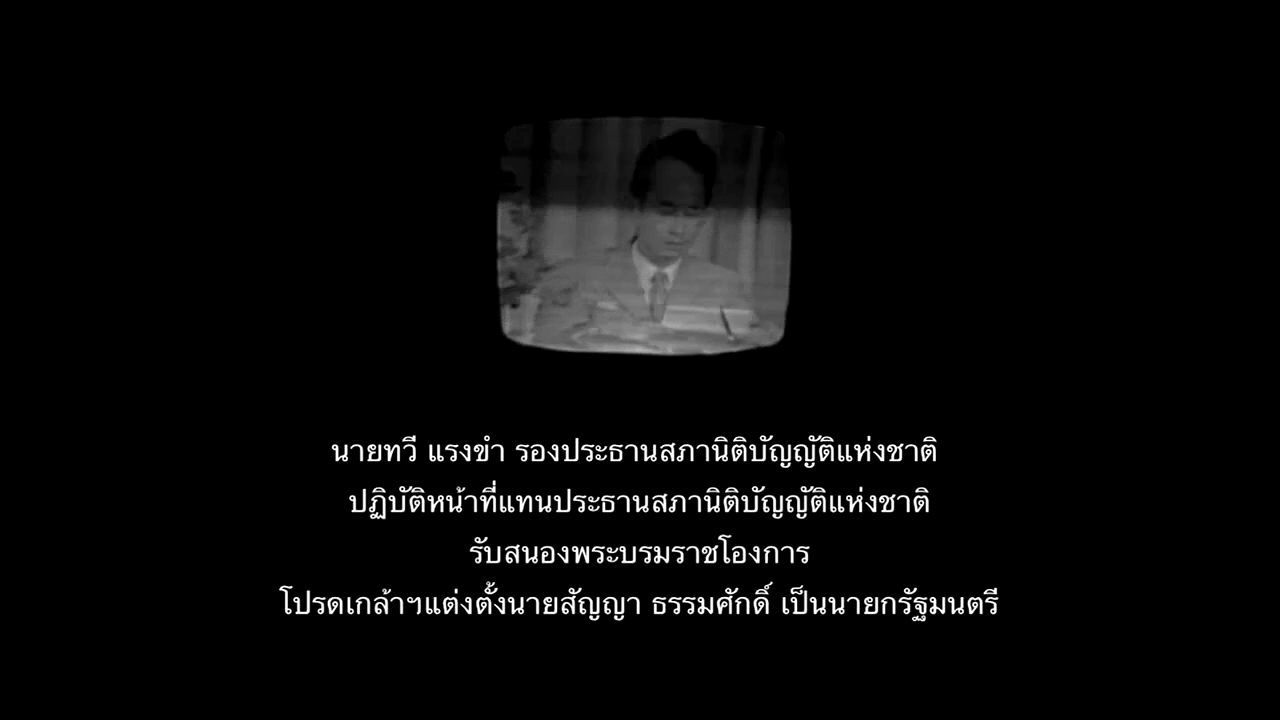 นายทวี แรงขำ รองประธานสภานิติบัญญัติแห่งชาติ
ปฏิบัติหน้าที่แทนประธานสภานิติบัญญัติแห่งชาติ
รับสนองพระบรมราชโองการ
โปรดเกล้าฯแต่งตั้งนายสัญญา ธรรมศักดิ์ เป็นนายกรัฐมนตรี